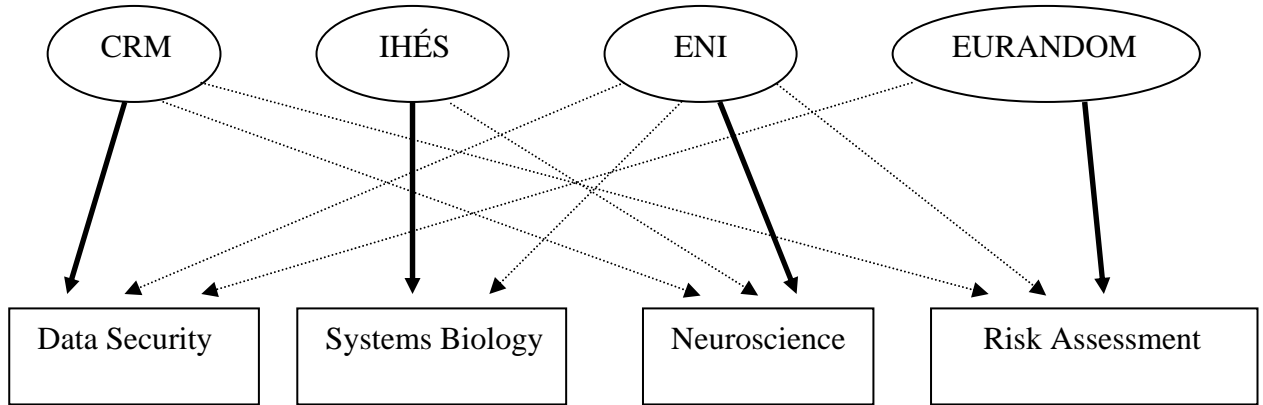 CRM
IHÉS
ENI
EURANDOM
Data Security
Systems Biology
Neuroscience
Risk Assessment